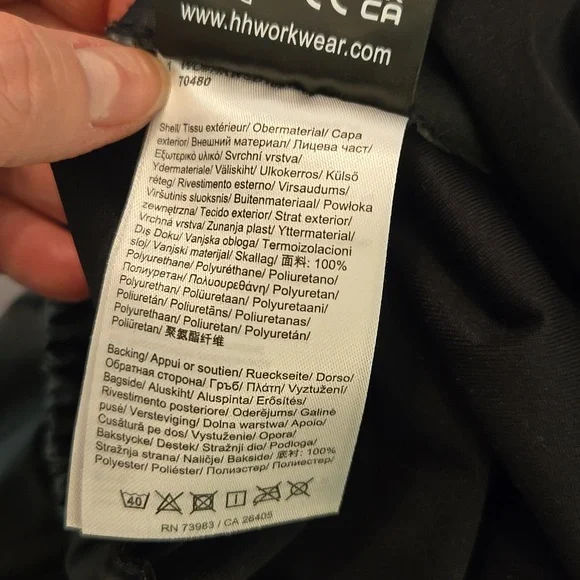 www.hhworkwear.com
70480
Shell/ Tissu extérieur/ Obermaterial/ Capa
exterior/ Внешний материал/ Лицева част/
Εξωτερικό υλικό/ Svrchní vrstva/
Ydermateriale/ Väliskiht/ Ulkokerros/ Külső
réteg/ Rivestimento esterno/ Virsaudums/
Viršutinis sluoksnis/ Buitenmateriaal/ Powłoka
zewnętrzna/ Tecido exterior/ Strat exterior/
Vrchná vrstva/ Zunanja plast/ Yttermaterial/
Dış Doku/ Vanjska obloga/ Termoizolacioni
sloj/ Vanjski materijal/ Skallag/ 面料: 100%
Polyurethane/ Polyuréthane/ Poliuretano/
Полиуретан/ Πολυουρεθάνη/ Polyuretan/
Polyurethan/ Polüuretaan/ Polyuretaani/
Poliuretán/ Poliuretāns/ Poliuretanas/
Polyurethaan/ Poliuretan/ Polyuretán/
Poliüretan/ 聚氨酯纤维
Backing/ Appui or soutien/ Rueckseite/ Dorso/
Обратная сторона/ Гръб/ Πλάτη/ Vyztužení/
Bagside/ Aluskiht/ Aluspinta/ Erősítés/
Rivestimento posteriore/ Oderējums/ Galinė
pusė/ Versteviging/ Dolna warstwa/ Apoio/
Cusătură pe dos/ Vystuženie/ Opora/
Bakstycke/ Destek/ Stražnji dio/ Podloga/
Stražnja strana/ Naličje/ Bakside/ 底衬: 100%
Polyester/ Poliéster/ Полиэстер/ Полиестер/
40
RN 73983 / CA 26405